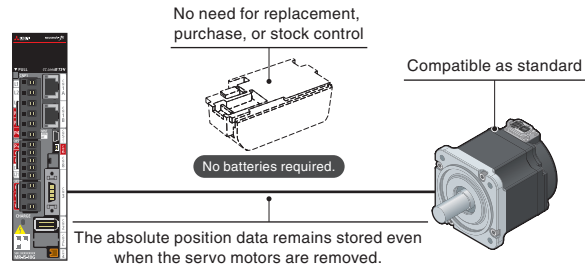 No need for replacement,
purchase, or stock control
Compatible as standard
No batteries required.
The absolute position data remains stored even
when the servo motors are removed.
CHARGE